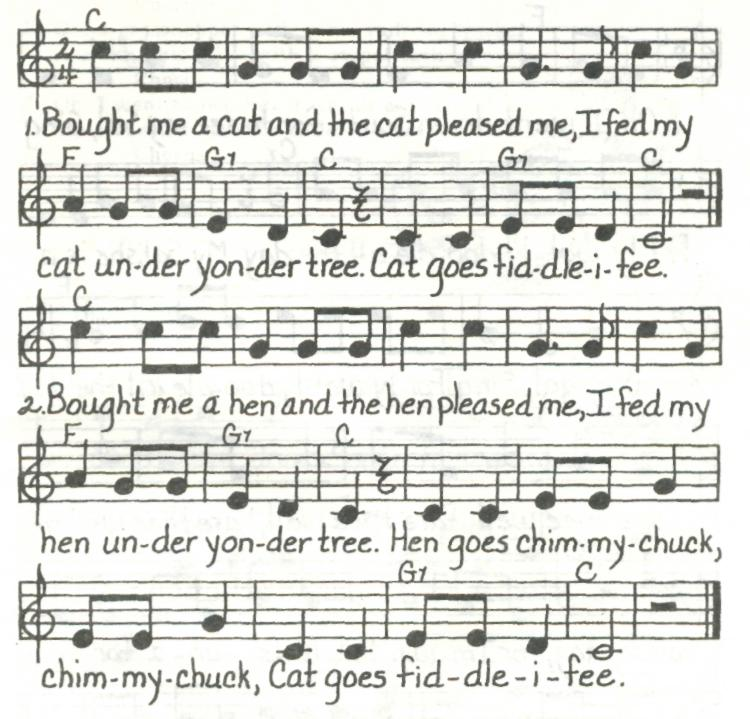 C
2
4
1. Bought me a cat and the cat pleased me, I fed my
F G7 C G7 C
cat un-der yon-der tree. Cat goes fid-dle-i-fee.
C
2. Bought me a hen and the hen pleased me, I fed my
F G7 C
hen un-der yon-der tree. Hen goes chim-my-chuck,
G7 C
chim-my-chuck, Cat goes fid-dle-i-fee.